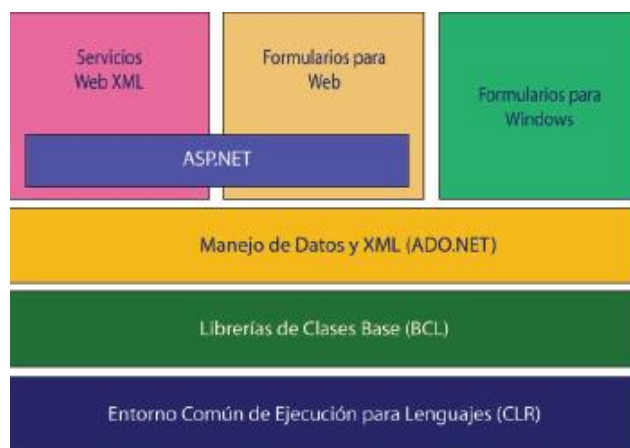 Servicios
Web XML
Formularios para
Web
Formularios para
Windows
ASP.NET
Manejo de Datos y XML (ADO.NET)
Librerías de Clases Base (BCL)
Entorno Común de Ejecución para Lenguajes (CLR)